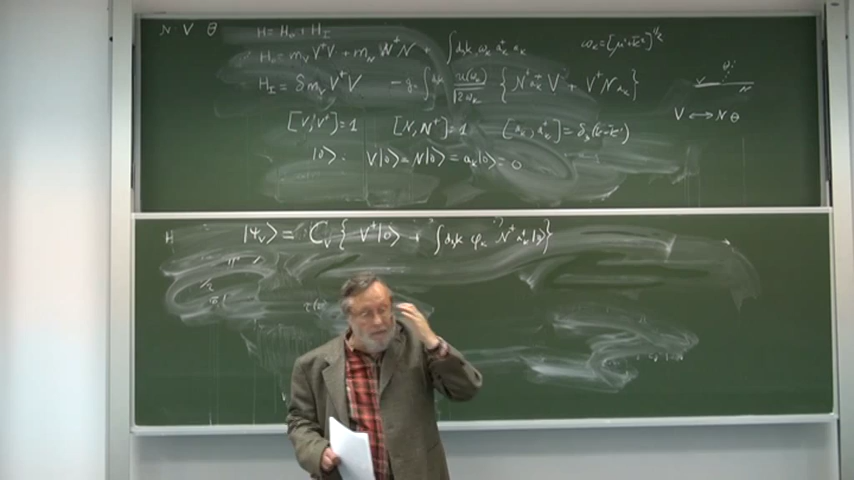 N V θ
H = H₀ + H_I
H₀ = m_V V⁺V + m_N N⁺N + ∫d₃k ω_k a_k⁺ a_k
ω_k = [μ² + k²]^{1/2}
H_I = δm_V V⁺V - g₀ ∫d₃k u(ω_k)/√2ω_k { N⁺ a_k⁺ V + V⁺ N a_k }
V ⟷ N θ
[V, V⁺] = 1 [N, N⁺] = 1 [a_k, a_k'⁺] = δ₃(k - k')
|0⟩ . V|0⟩ = N|0⟩ = a_k|0⟩ = 0
H |Ψ_V⟩ = C_V { V⁺|0⟩ + ∫d₃k φ_k N⁺ a_k⁺ |0⟩ }